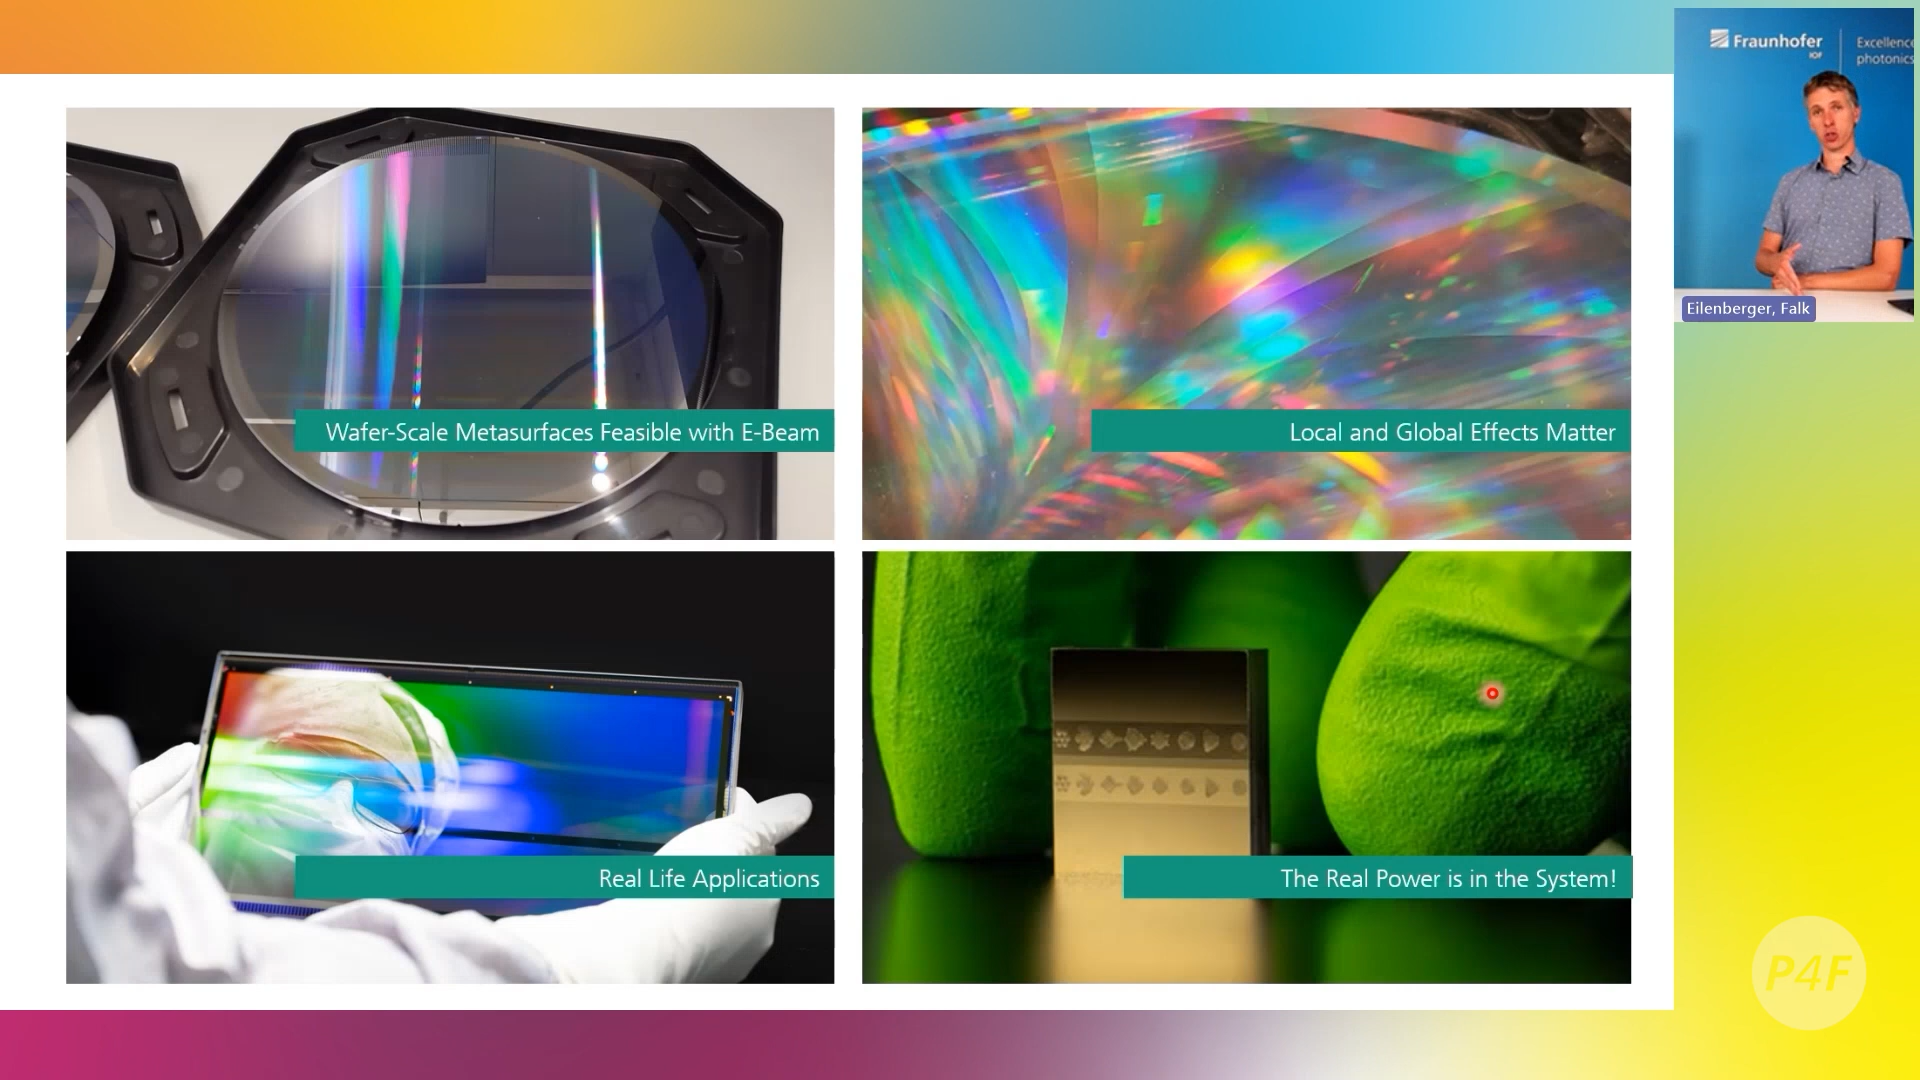 Fraunhofer
IOF
Excellence
photonics
Eilenberger, Falk
Wafer-Scale Metasurfaces Feasible with E-Beam
Local and Global Effects Matter
Real Life Applications
The Real Power is in the System!
P4F